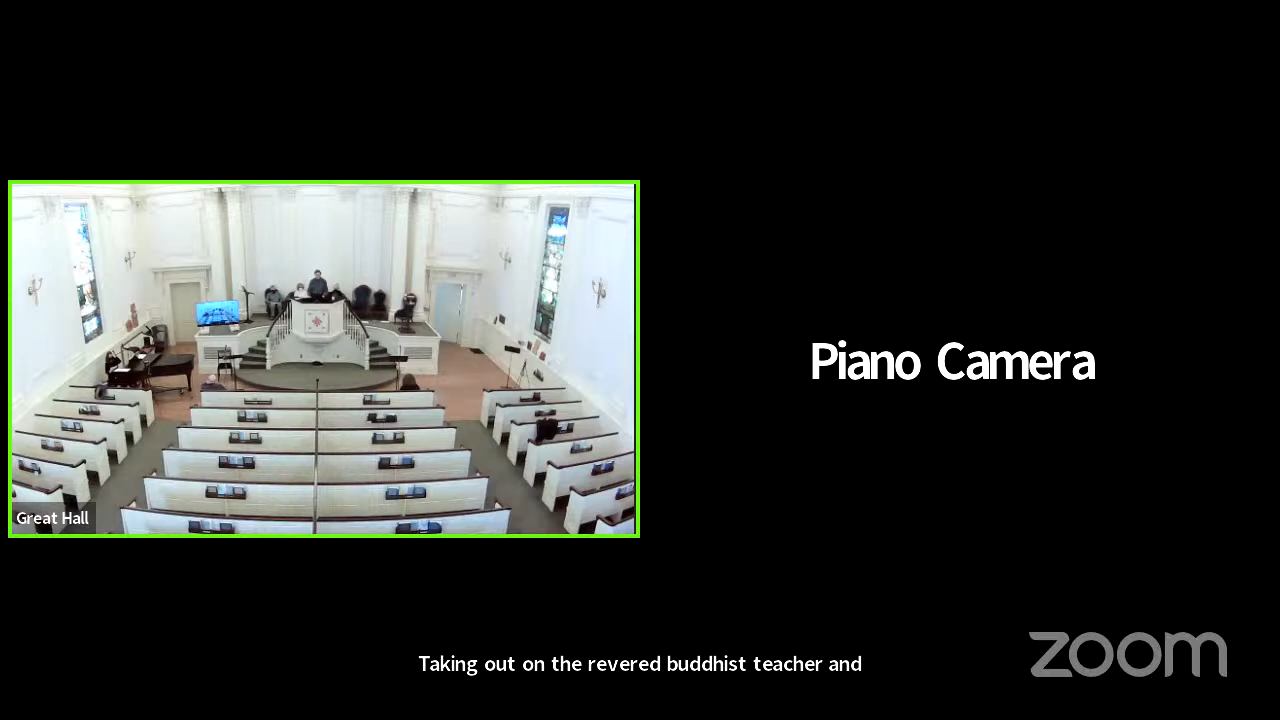 Great Hall
Piano Camera
Taking out on the revered buddhist teacher and
zoom